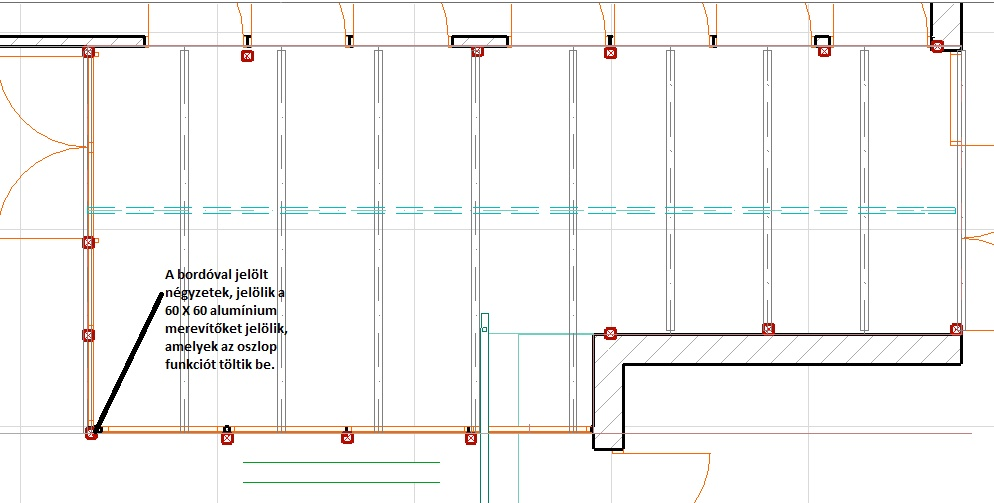 A bordóval jelölt
négyzetek, jelölik a
60 X 60 alumínium
merevítőket jelölik,
amelyek az oszlop
funkciót töltik be.